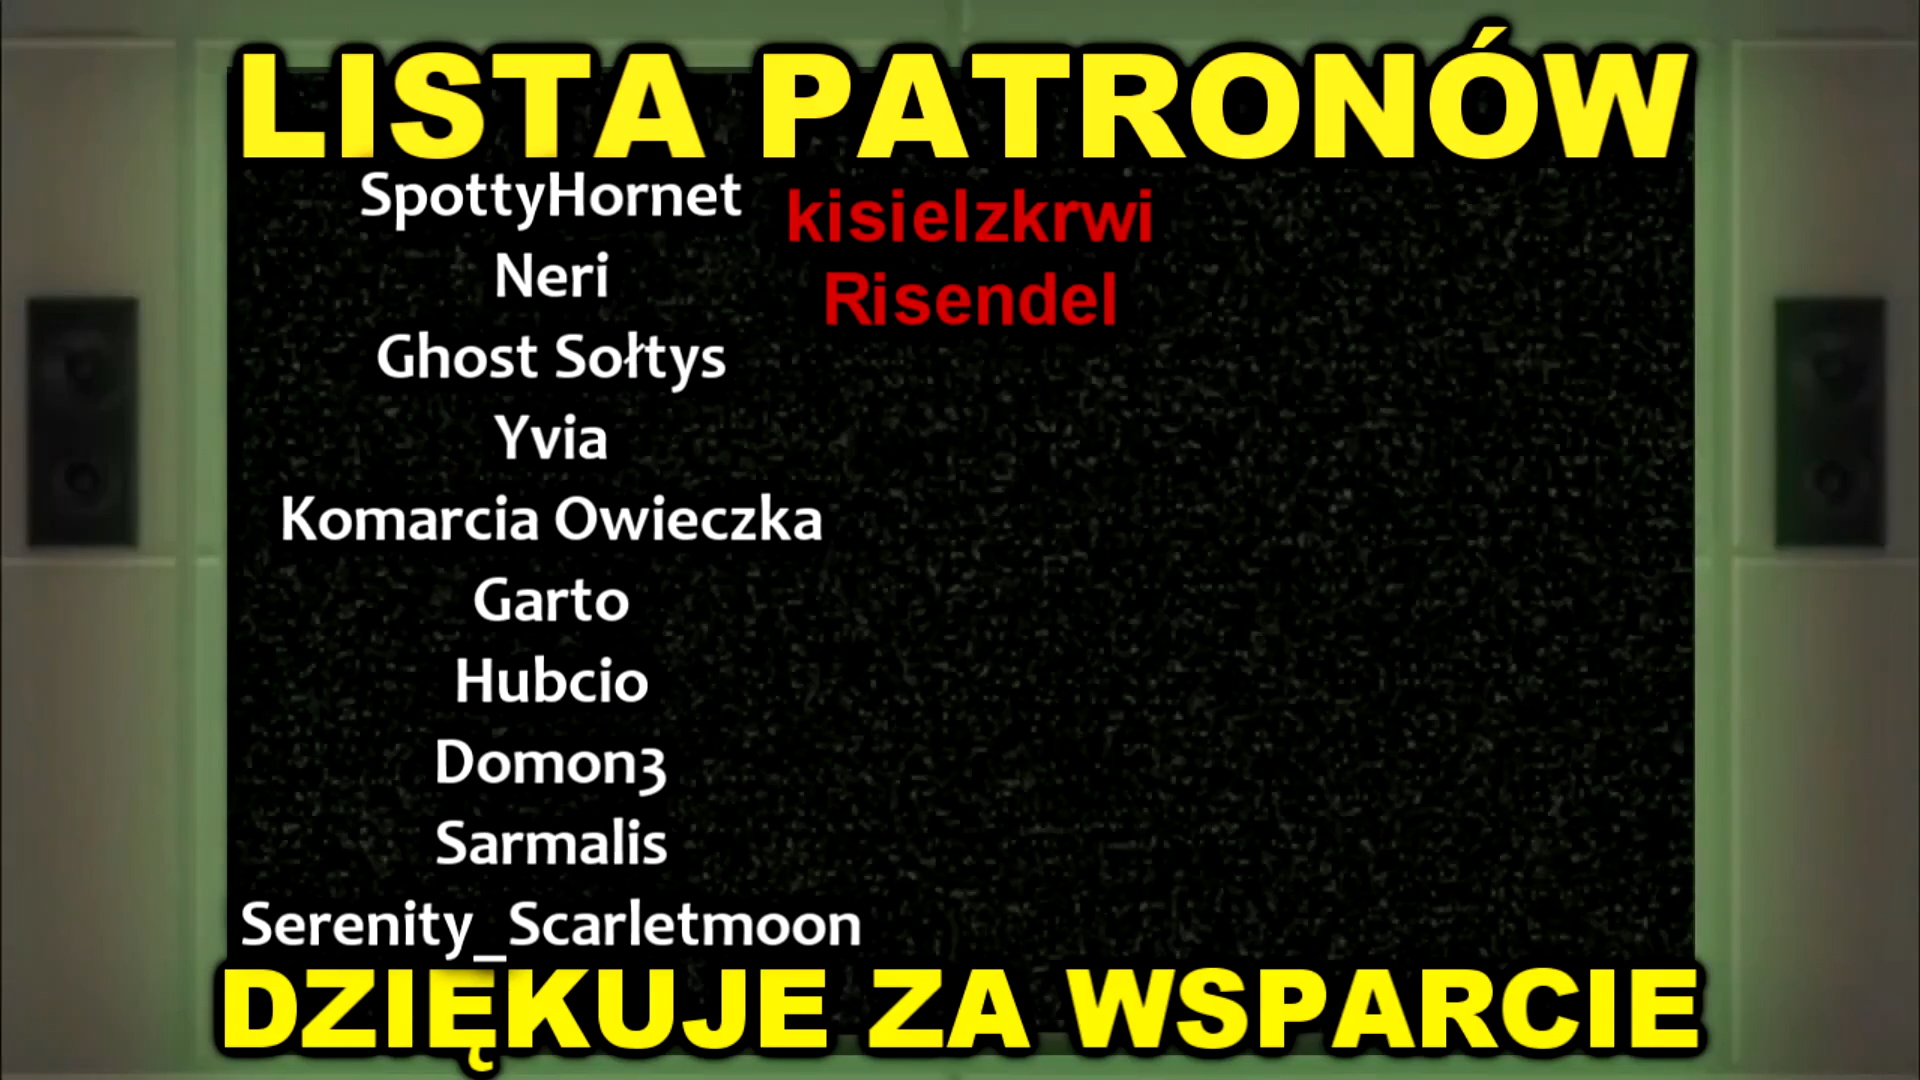 LISTA PATRONÓW
SpottyHornet
Neri
Ghost Sołtys
Yvia
Komarcia Owieczka
Garto
Hubcio
Domon3
Sarmalis
Serenity_Scarletmoon
kisielzkrwi
Risendel
DZIĘKUJE ZA WSPARCIE